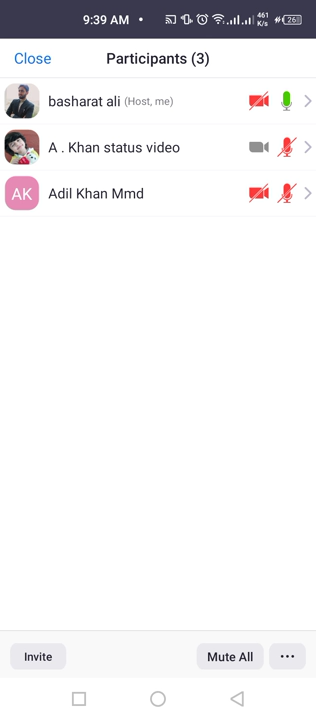 9:39 AM • 461 K/s 26
Close Participants (3)
basharat ali (Host, me)
A . Khan status video
AK Adil Khan Mmd
Invite Mute All ...